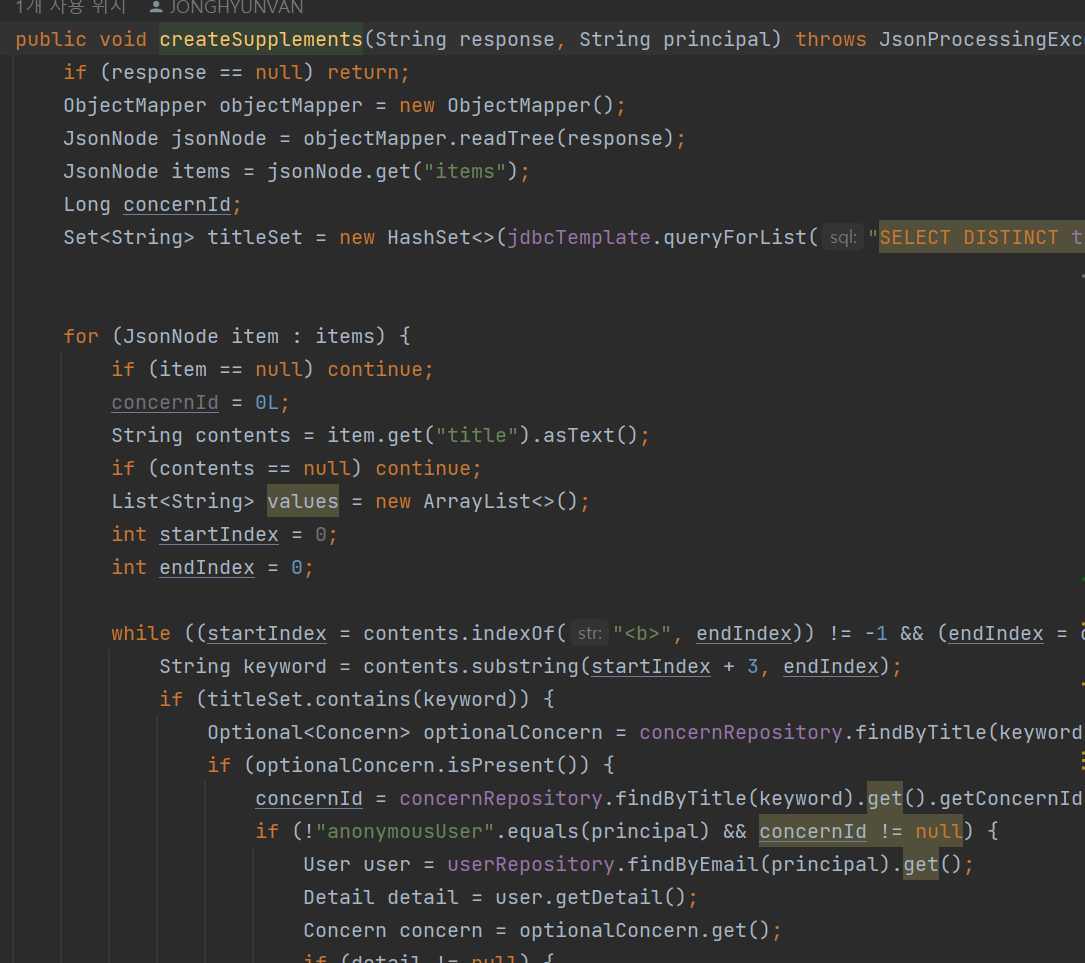 1개 사용 위치 JONGHYUNVAN
public void createSupplements(String response, String principal) throws JsonProcessingExc
if (response == null) return;
ObjectMapper objectMapper = new ObjectMapper();
JsonNode jsonNode = objectMapper.readTree(response);
JsonNode items = jsonNode.get("items");
Long concernId;
Set<String> titleSet = new HashSet<>(jdbcTemplate.queryForList( sql: "SELECT DISTINCT t
for (JsonNode item : items) {
if (item == null) continue;
concernId = 0L;
String contents = item.get("title").asText();
if (contents == null) continue;
List<String> values = new ArrayList<>();
int startIndex = 0;
int endIndex = 0;
while ((startIndex = contents.indexOf( str: "<b>", endIndex)) != -1 && (endIndex =
String keyword = contents.substring(startIndex + 3, endIndex);
if (titleSet.contains(keyword)) {
Optional<Concern> optionalConcern = concernRepository.findByTitle(keyword
if (optionalConcern.isPresent()) {
concernId = concernRepository.findByTitle(keyword).get().getConcernId
if (!"anonymousUser".equals(principal) && concernId != null) {
User user = userRepository.findByEmail(principal).get();
Detail detail = user.getDetail();
Concern concern = optionalConcern.get();
if (detail != null) {